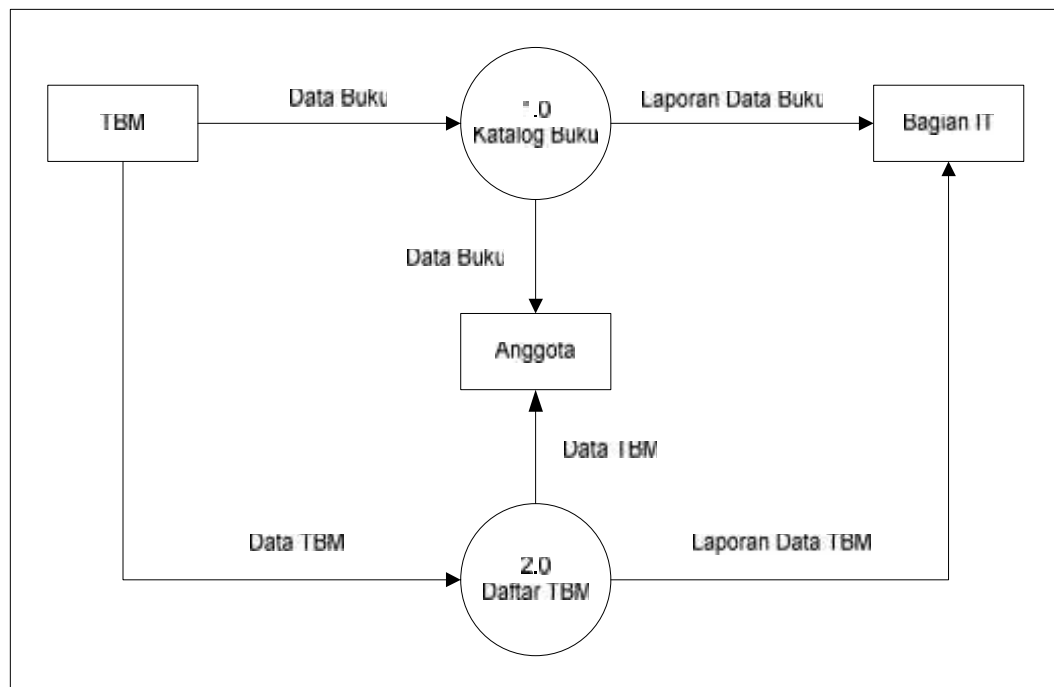 Data Buku
Laporan Data Buku
TBM
1.0
Katalog Buku
Bagian IT
Data Buku
Anggota
Data TBM
Data TBM
Laporan Data TBM
2.0
Daftar TBM